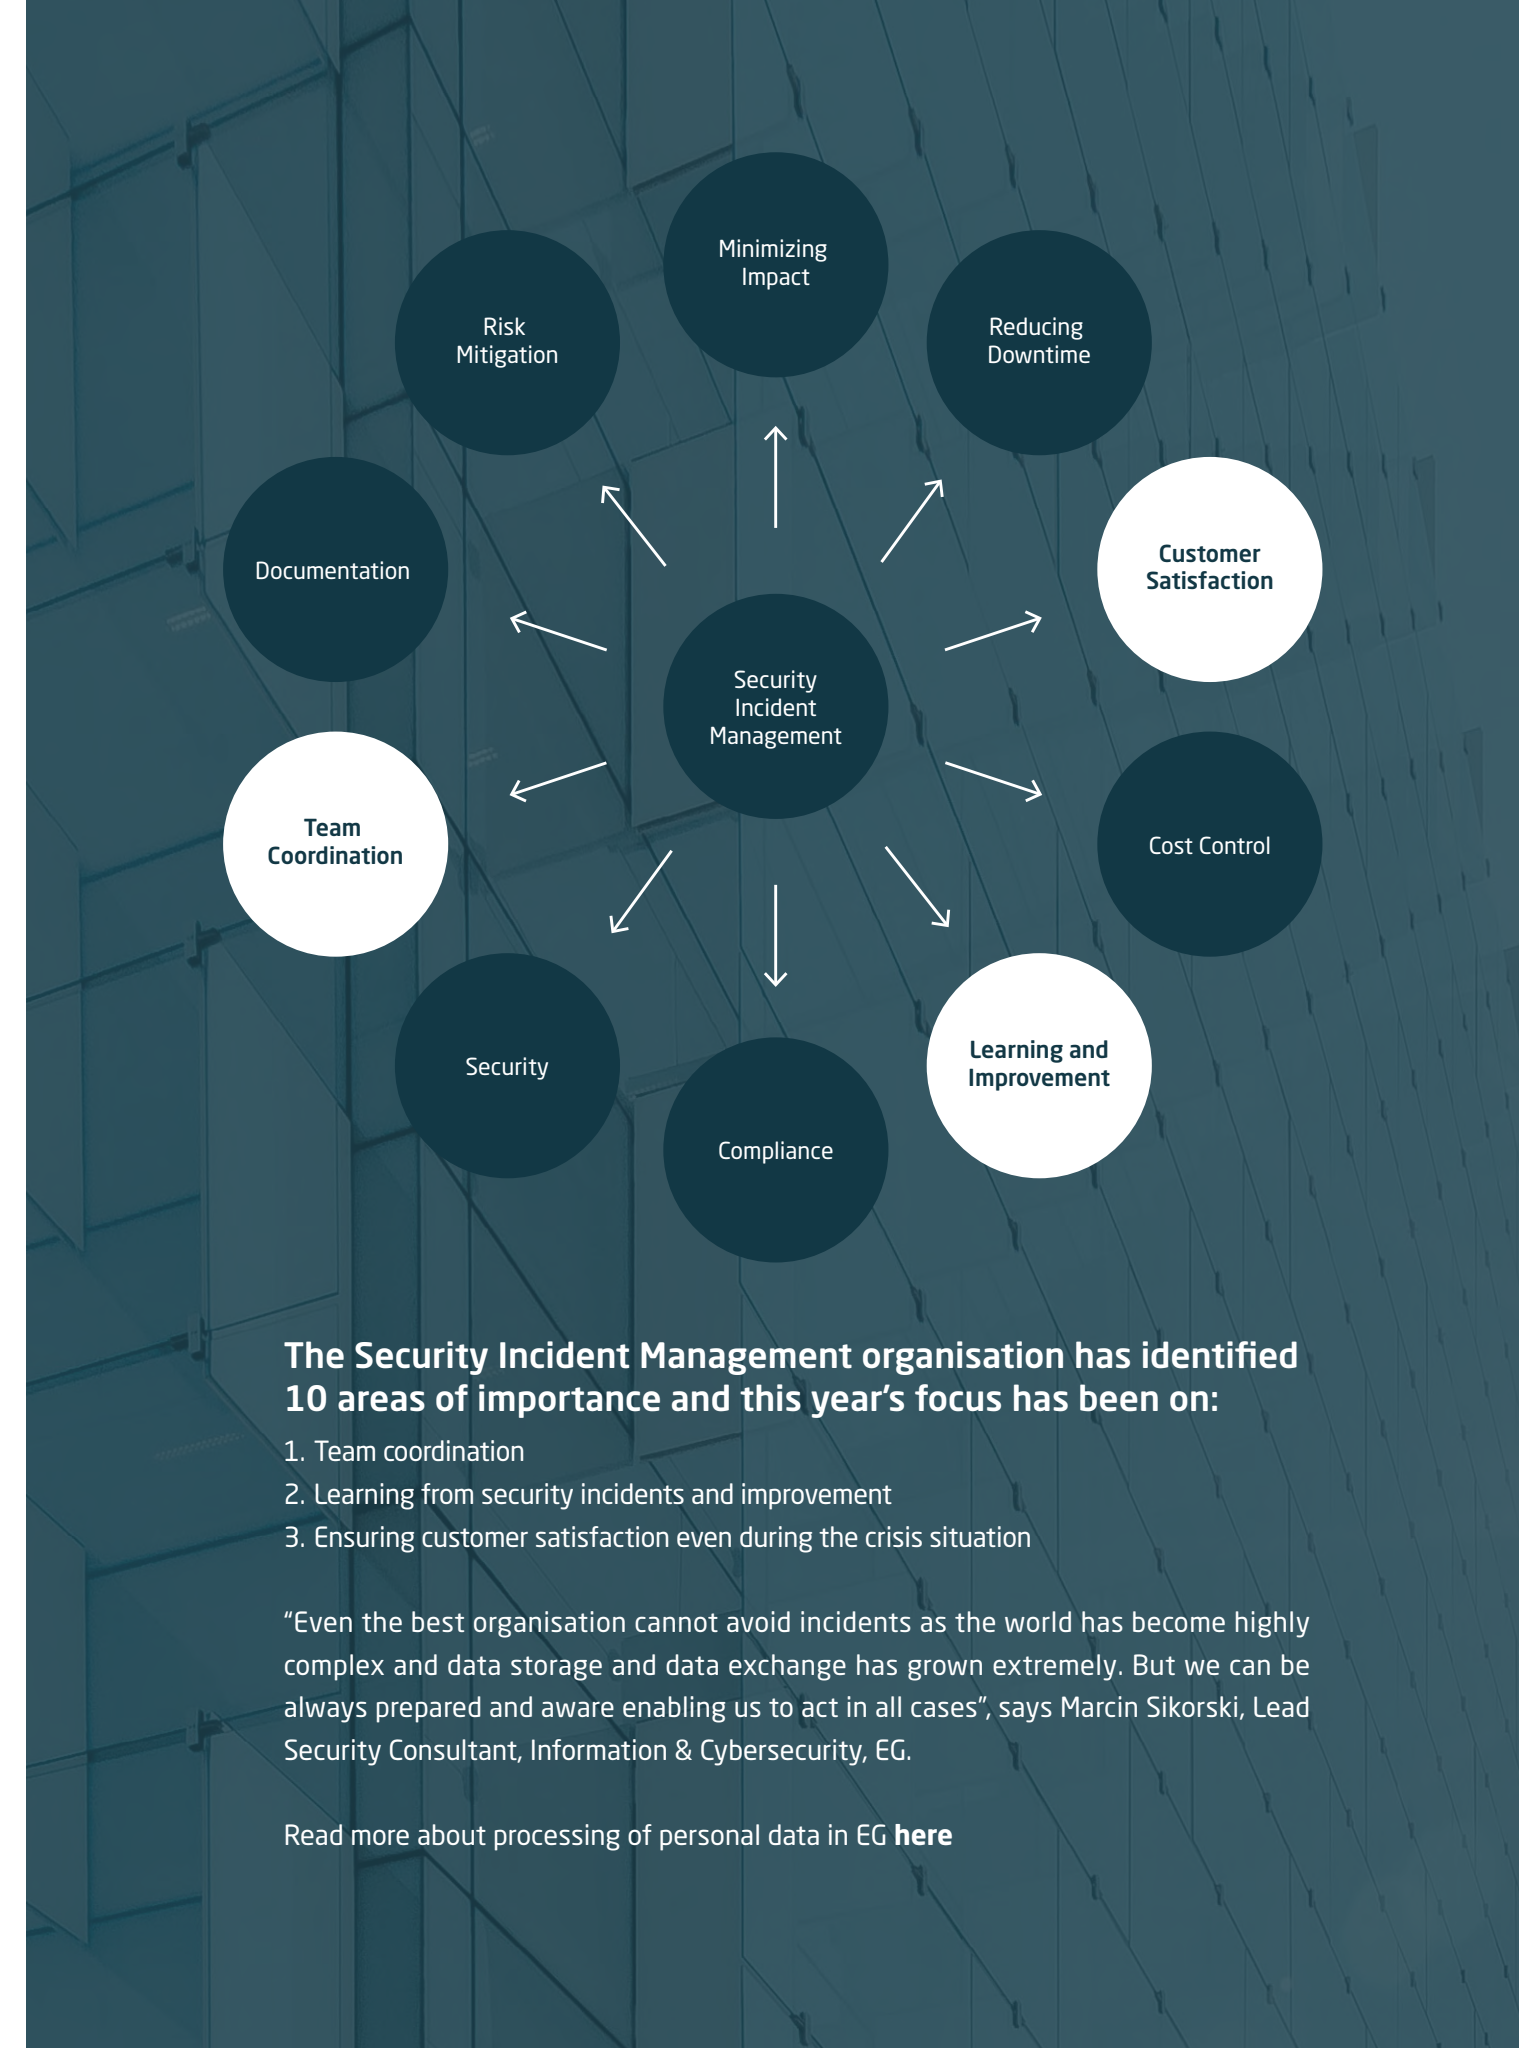 Minimizing
Impact
Risk
Mitigation
Reducing
Downtime
Documentation
Customer
Satisfaction
Security
Incident
Management
Team
Coordination
Cost Control
Security
Learning and
Improvement
Compliance
The Security Incident Management organisation has identified
10 areas of importance and this year’s focus has been on:
1. Team coordination
2. Learning from security incidents and improvement
3. Ensuring customer satisfaction even during the crisis situation
“Even the best organisation cannot avoid incidents as the world has become highly
complex and data storage and data exchange has grown extremely. But we can be
always prepared and aware enabling us to act in all cases”, says Marcin Sikorski, Lead
Security Consultant, Information & Cybersecurity, EG.
Read more about processing of personal data in EG here